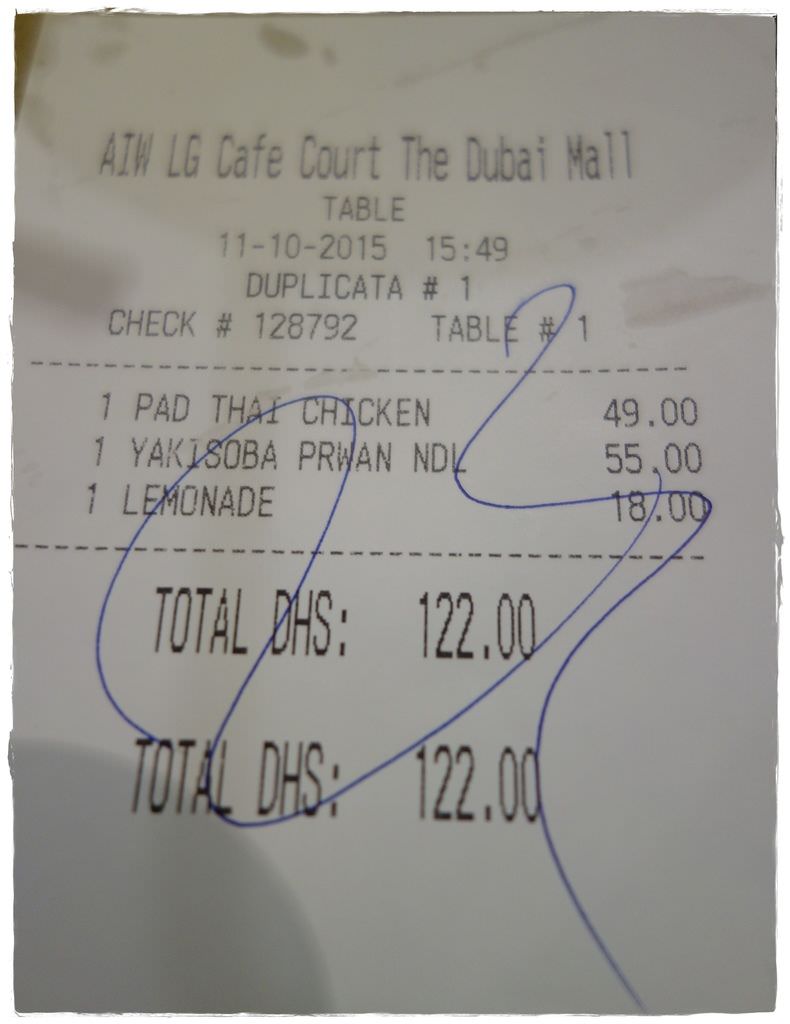 AIW LG Cafe Court The Dubai Mall
TABLE
11-10-2015 15:49
DUPLICATA # 1
CHECK # 128792 TABLE # 1
1 PAD THAI CHICKEN 49.00
1 YAKISOBA PRWAN NDL 55.00
1 LEMONADE 18.00
TOTAL DHS: 122.00
TOTAL DHS: 122.00